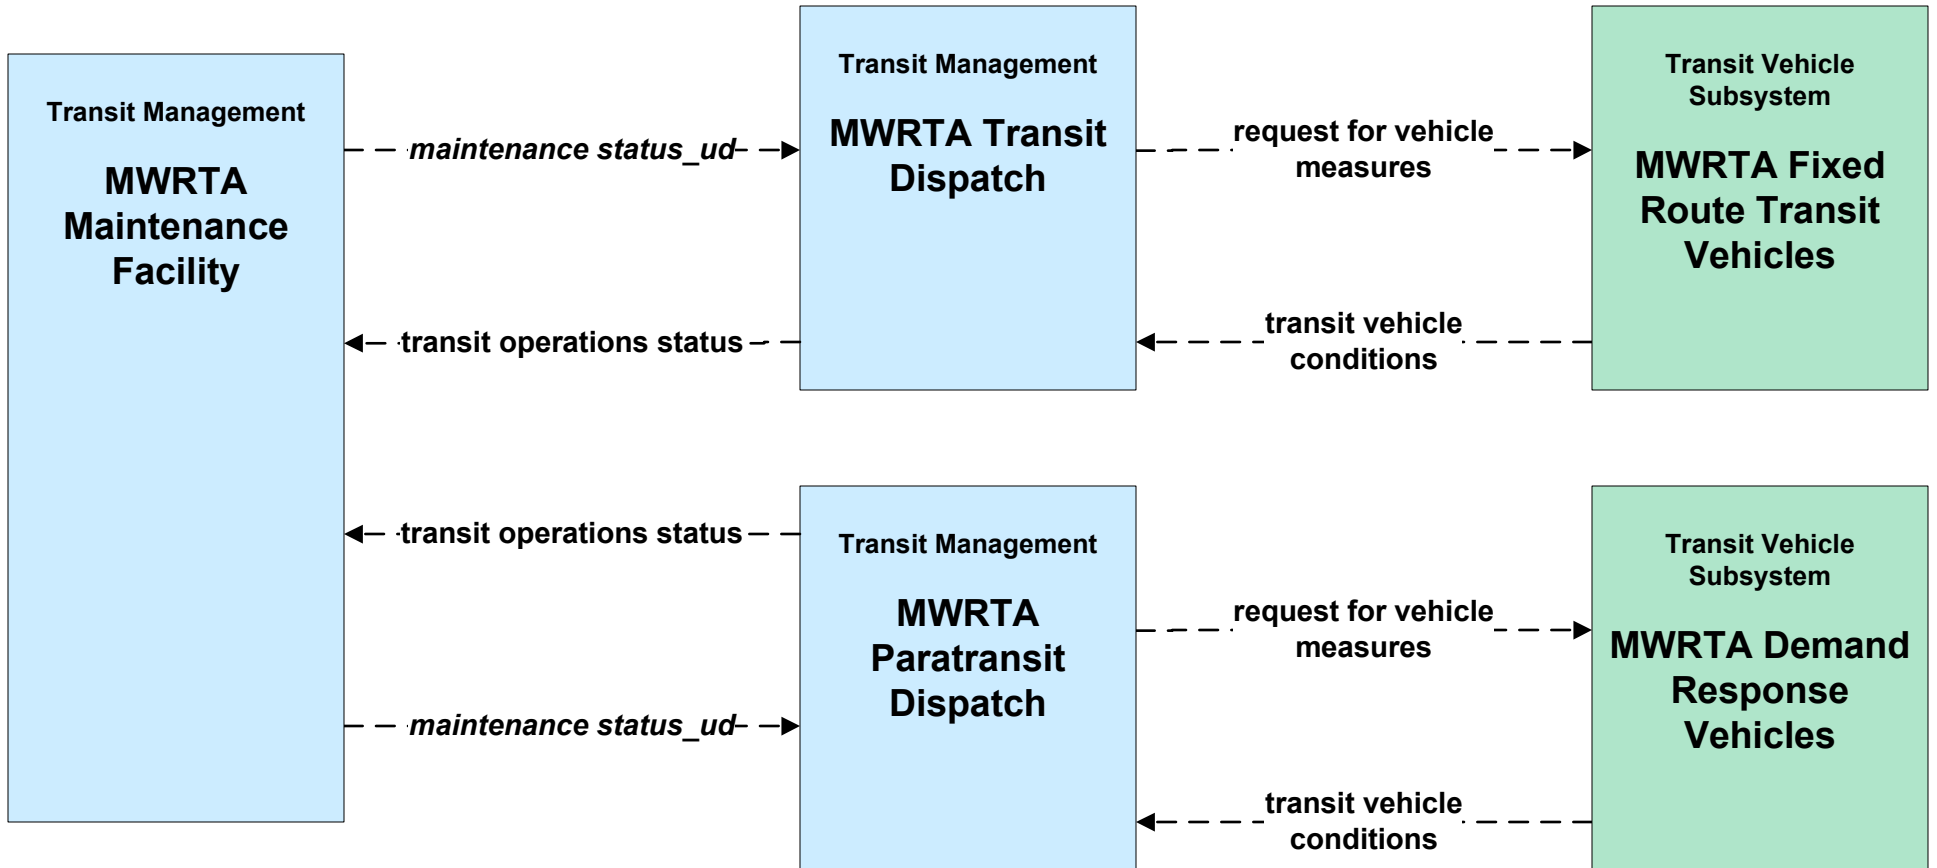 Transit Management
MWRTA
Maintenance
Facility
maintenance status_ud
transit operations status
transit operations status
maintenance status_ud
Transit Management
MWRTA Transit
Dispatch
request for vehicle
measures
transit vehicle
conditions
Transit Vehicle
Subsystem
MWRTA Fixed
Route Transit
Vehicles
Transit Management
MWRTA
Paratransit
Dispatch
request for vehicle
measures
transit vehicle
conditions
Transit Vehicle
Subsystem
MWRTA Demand
Response
Vehicles